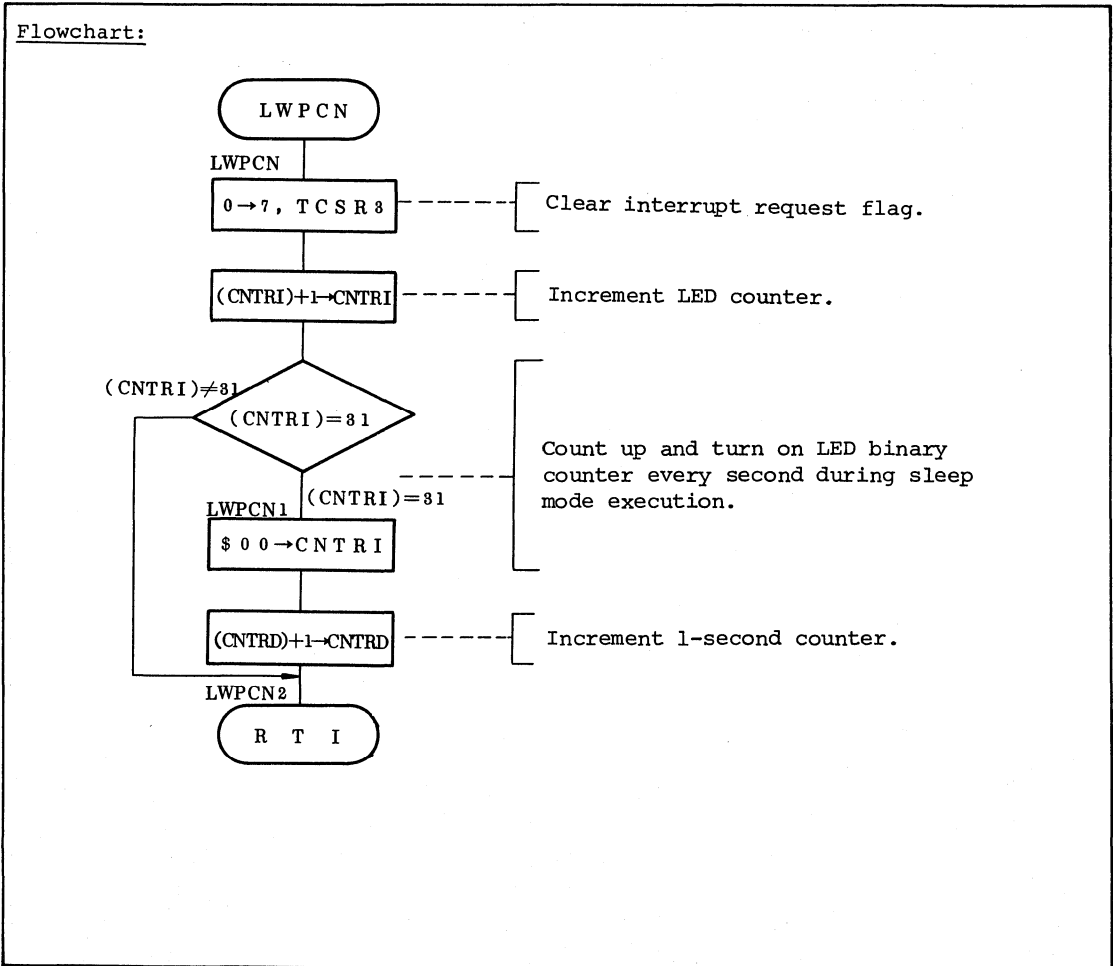 Flowchart:
LWPCN
LWPCN
0→7, TCSR3
Clear interrupt request flag.
(CNTRI)+1→CNTRI
Increment LED counter.
(CNTRI)≠31
(CNTRI)=31
Count up and turn on LED binary
counter every second during sleep
mode execution.
(CNTRI)=31
LWPCN1
$00→CNTRI
(CNTRD)+1→CNTRD
Increment 1-second counter.
LWPCN2
R T I